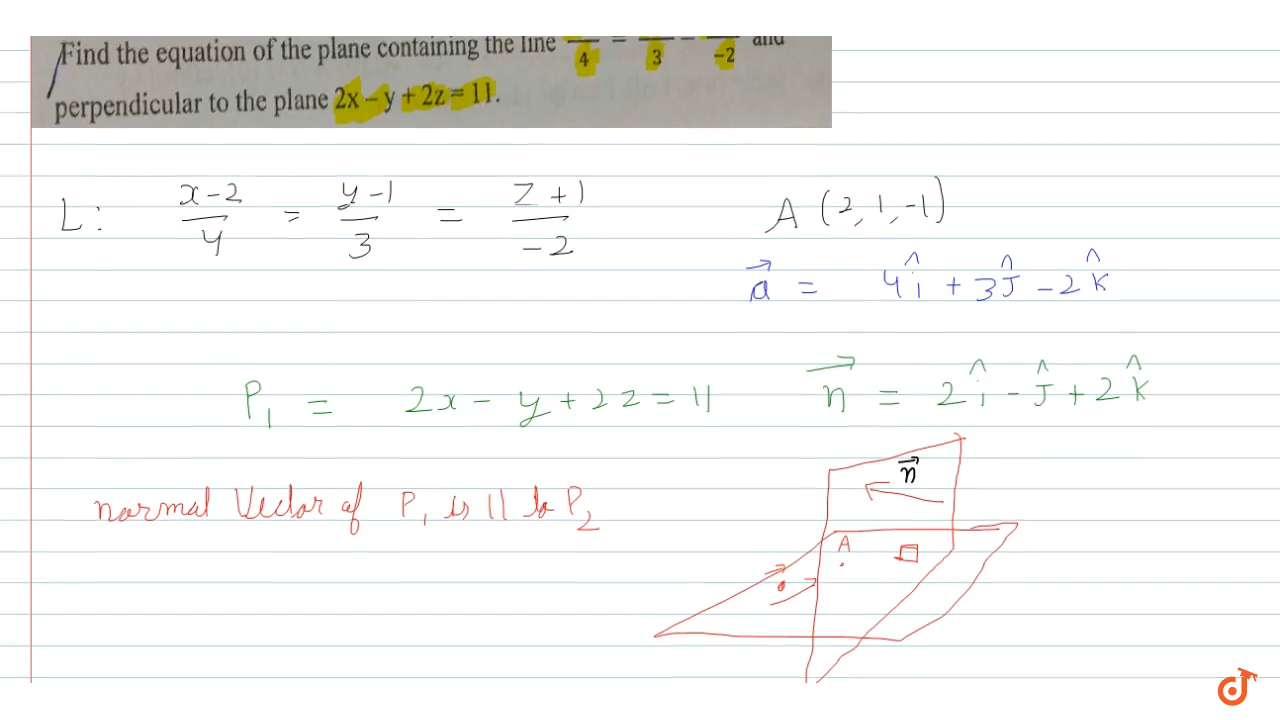 Find the equation of the plane containing the line /4 = /3 = /-2 and
perpendicular to the plane 2x – y + 2z = 11.
L: x-2/4 = y-1/3 = z+1/-2
A (2, 1, -1)
a⃗ = 4î + 3ĵ - 2k̂
P₁ = 2x - y + 2z = 11
n⃗ = 2î - ĵ + 2k̂
n⃗
normal Vector of P₁ is || to P₂
A